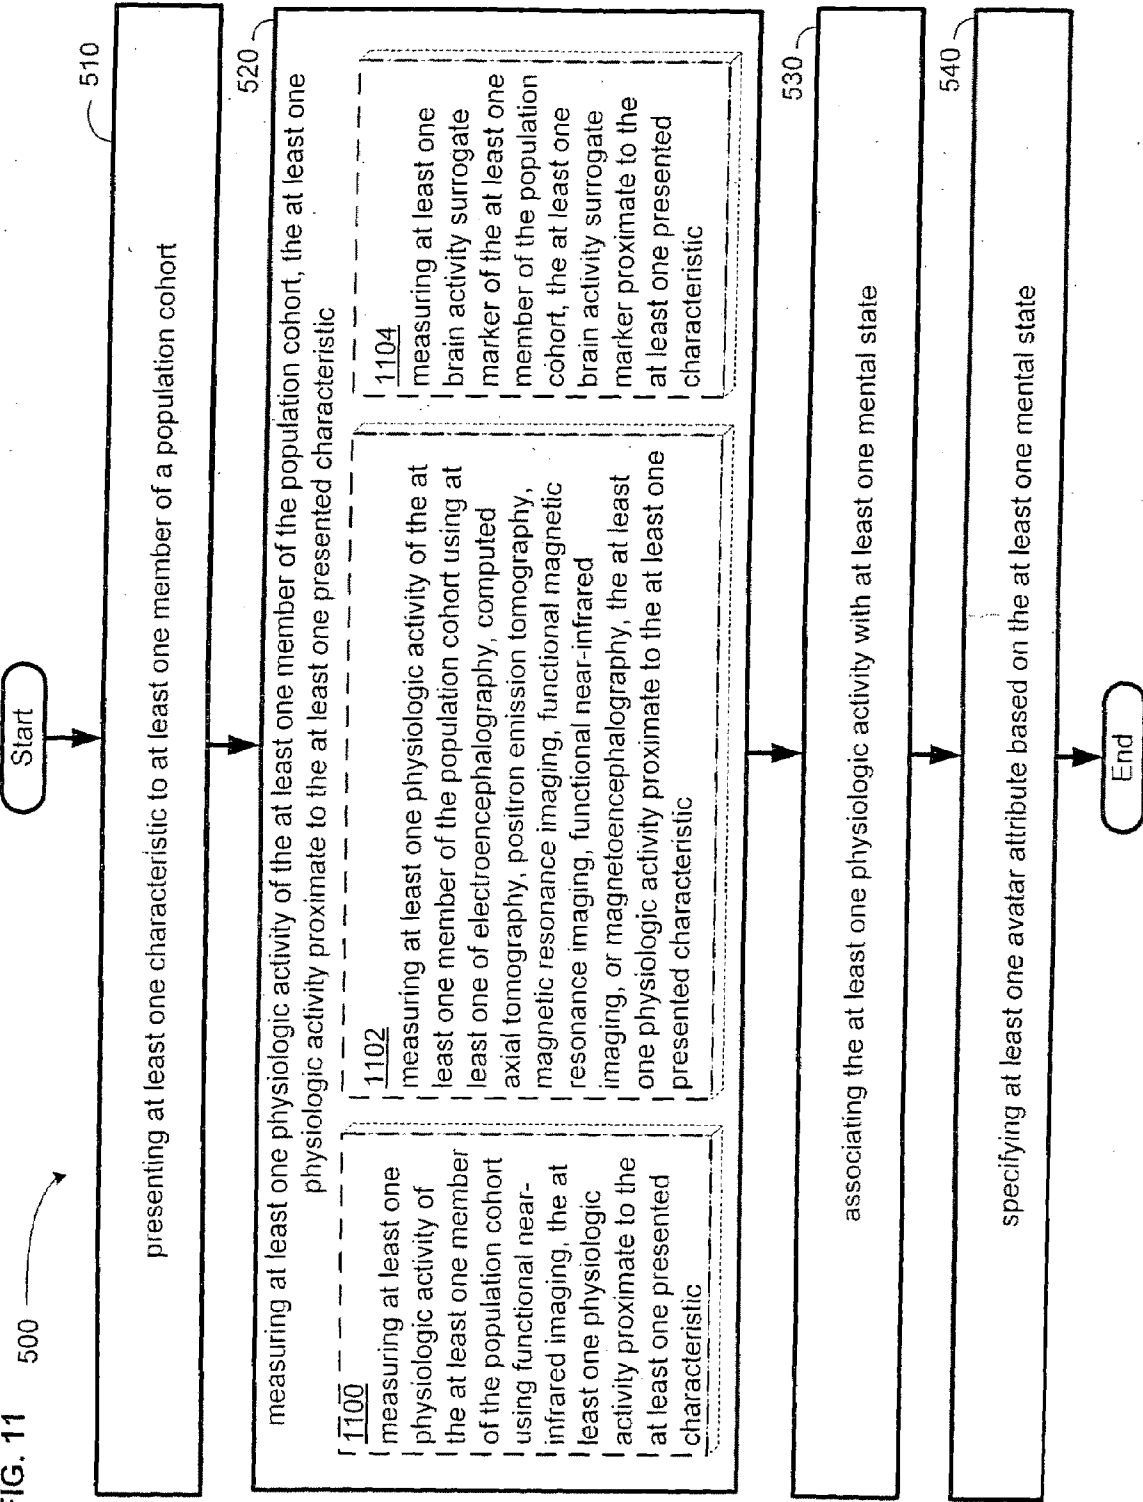 FIG. 11
500
Start
510
presenting at least one characteristic to at least one member of a population cohort
520
measuring at least one physiologic activity of the at least one member of the population cohort, the at least one
physiologic activity proximate to the at least one presented characteristic
1100
measuring at least one
physiologic activity of
the at least one member
of the population cohort
using functional near-
infrared imaging, the at
least one physiologic
activity proximate to the
at least one presented
characteristic
1102
measuring at least one physiologic activity of the at
least one member of the population cohort using at
least one of electroencephalography, computed
axial tomography, positron emission tomography,
magnetic resonance imaging, functional magnetic
resonance imaging, functional near-infrared
imaging, or magnetoencephalography, the at least
one physiologic activity proximate to the at least one
presented characteristic
1104
measuring at least one
brain activity surrogate
marker of the at least one
member of the population
cohort, the at least one
brain activity surrogate
marker proximate to the
at least one presented
characteristic
530
associating the at least one physiologic activity with at least one mental state
540
specifying at least one avatar attribute based on the at least one mental state
End